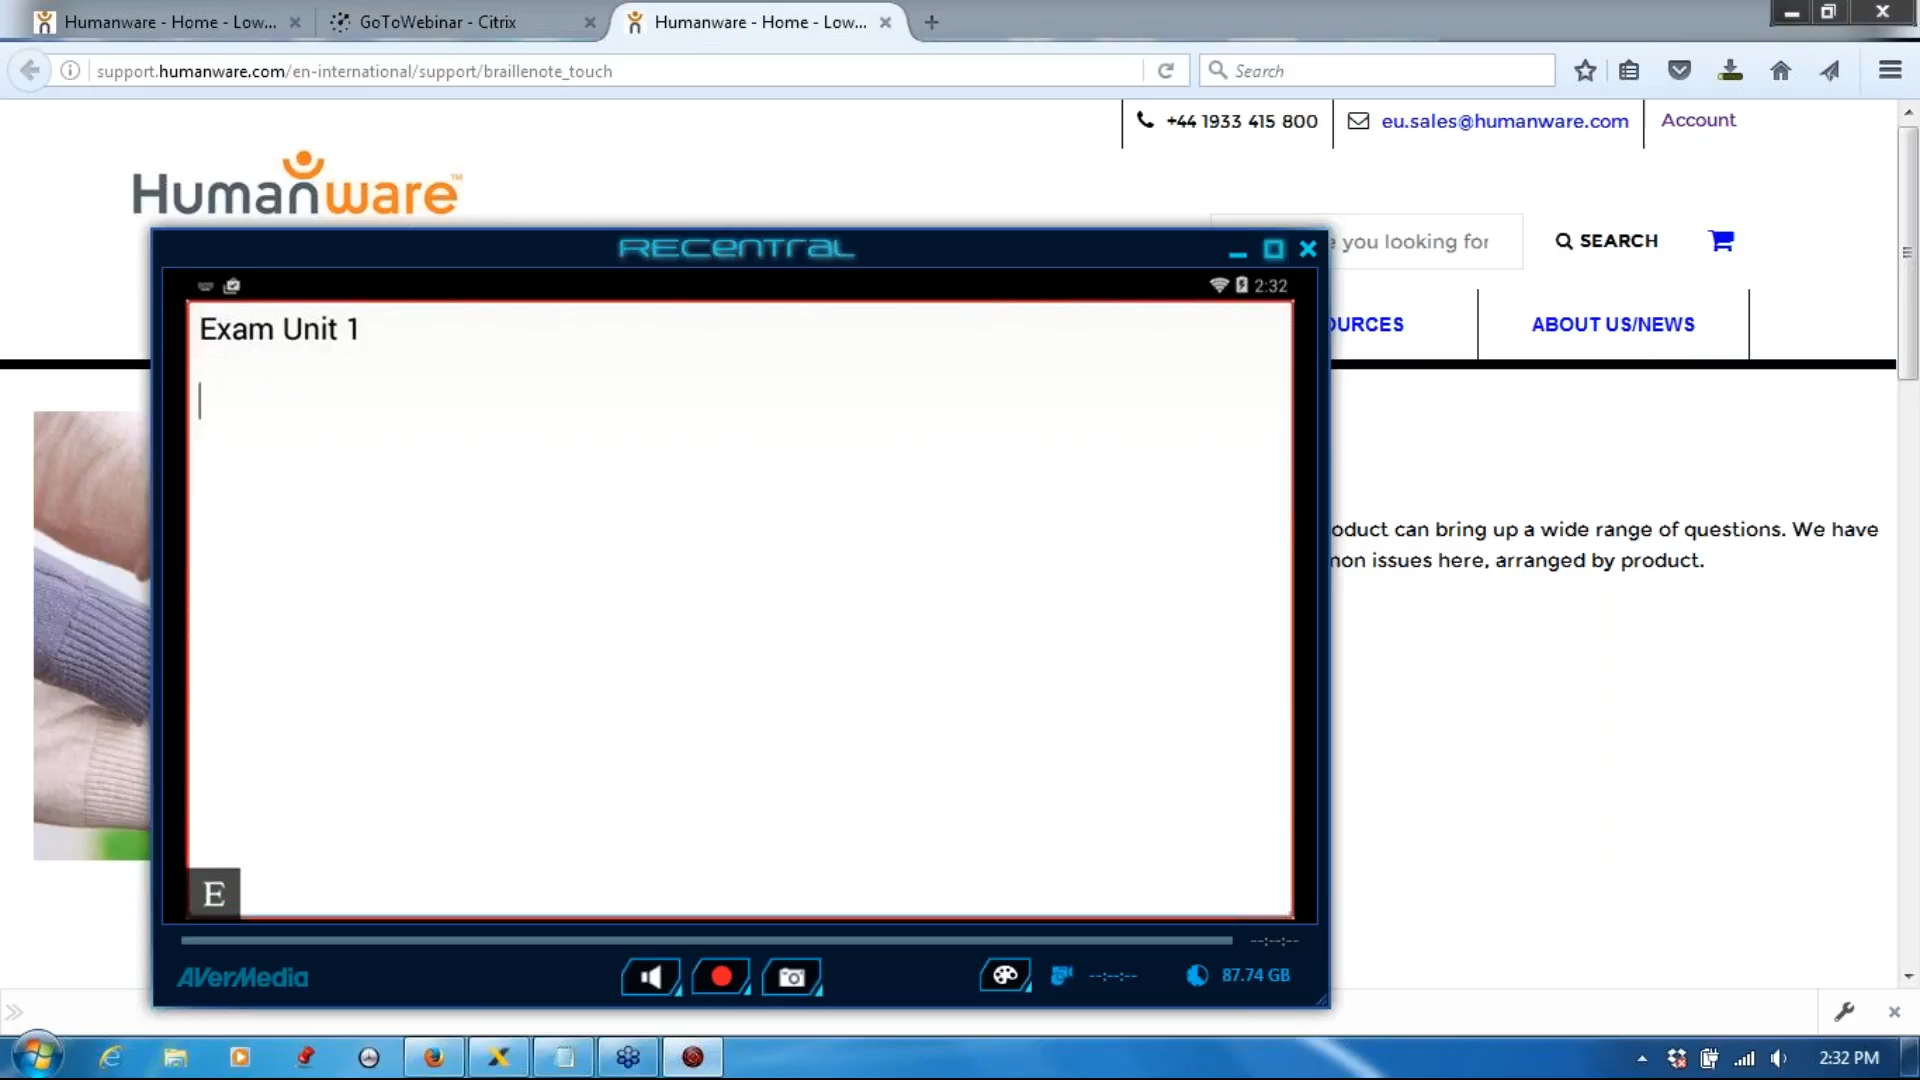 Humanware - Home - Low...
GoToWebinar - Citrix
Humanware - Home - Low...
support.humanware.com/en-international/support/braillenote_touch
Search
+44 1933 415 800
eu.sales@humanware.com
Account
Humanware™
RECentral
e you looking for
SEARCH
2:32
Exam Unit 1
OURCES
ABOUT US/NEWS
oduct can bring up a wide range of questions. We have
mon issues here, arranged by product.
E
--:--:--
AVerMedia
--:--:--
87.74 GB
2:32 PM